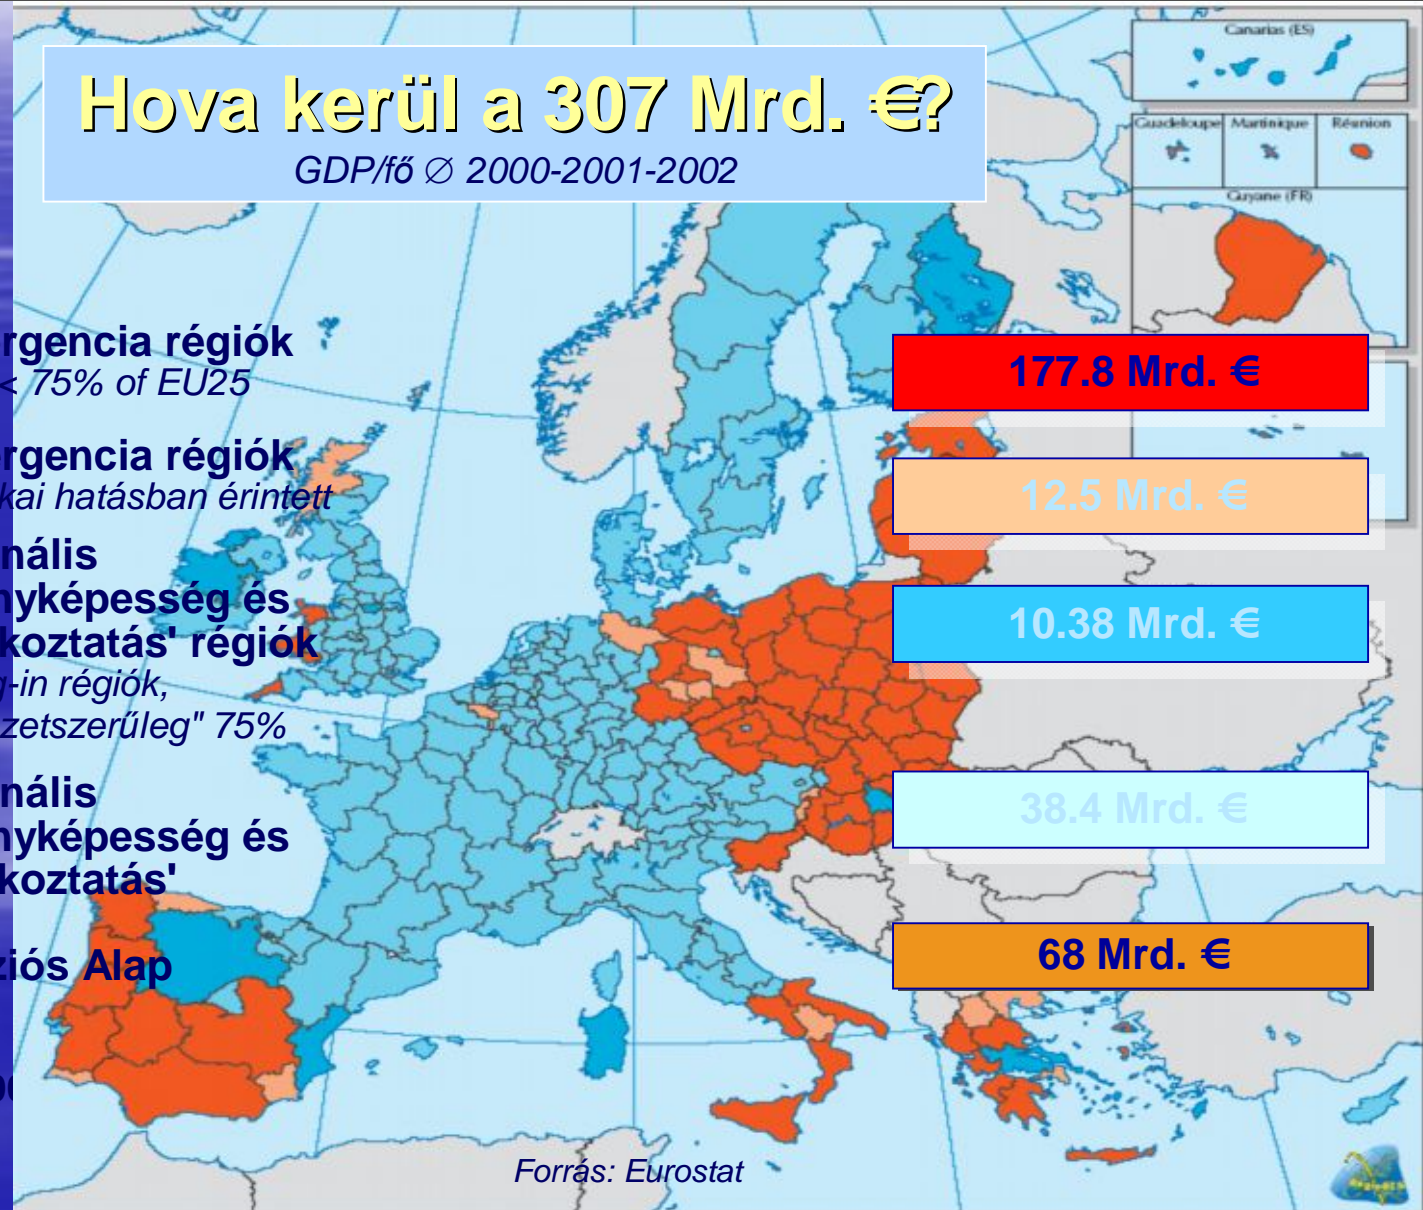 Hova kerül a 307 Mrd. €?
GDP/fő ∅ 2000-2001-2002
Canarias (ES)
Guadeloupe Martinique Réunion
Guyane (FR)
rgencia régiók
< 75% of EU25
177.8 Mrd. €
rgencia régiók
kai hatásban érintett
12.5 Mrd. €
nális
nyképesség és
koztatás' régiók
g-in régiók,
zetszerűleg" 75%
10.38 Mrd. €
nális
nyképesség és
koztatás'
38.4 Mrd. €
ziós Alap
68 Mrd. €
Forrás: Eurostat